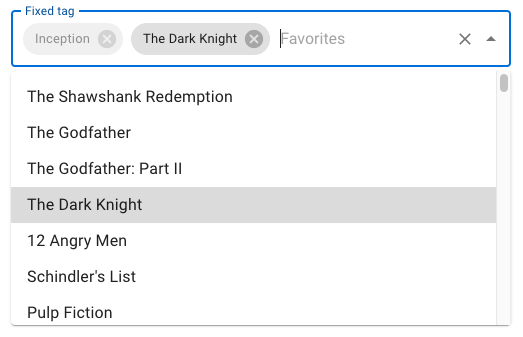 Fixed tag
Inception The Dark Knight Favorites
The Shawshank Redemption
The Godfather
The Godfather: Part II
The Dark Knight
12 Angry Men
Schindler's List
Pulp Fiction